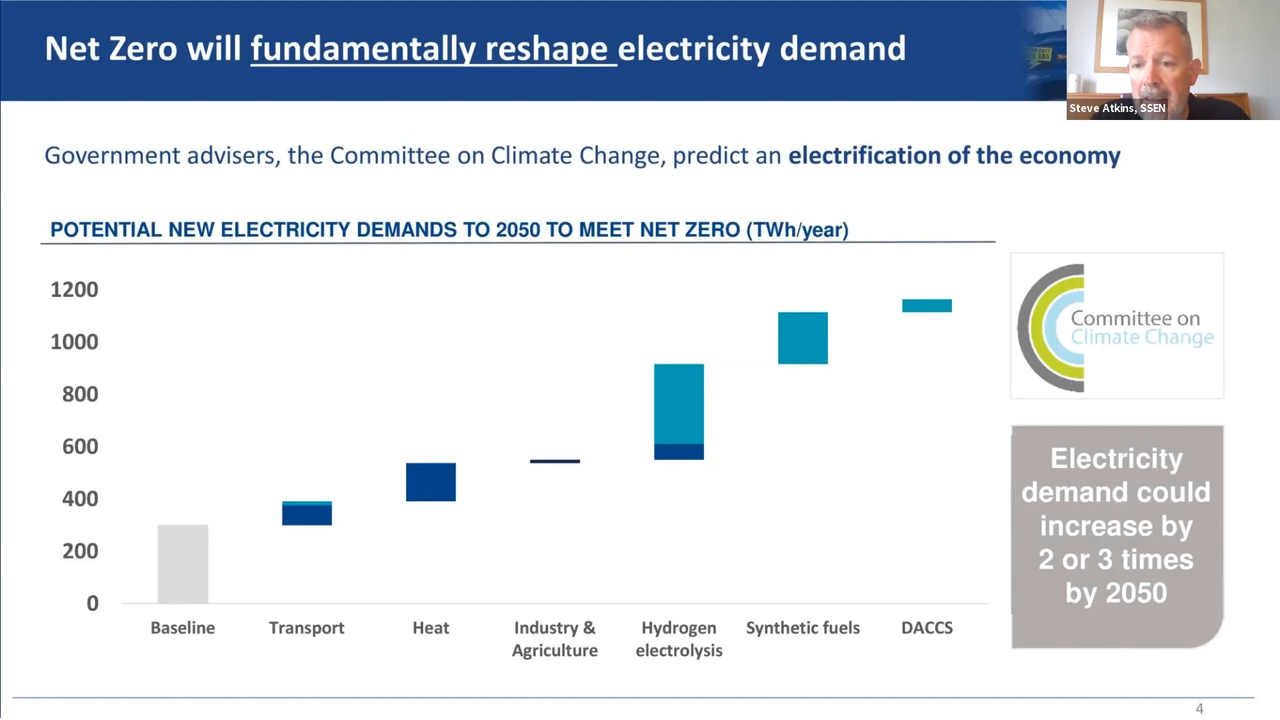 Net Zero will fundamentally reshape electricity demand
Steve Atkins, SSEN
Government advisers, the Committee on Climate Change, predict an electrification of the economy
POTENTIAL NEW ELECTRICITY DEMANDS TO 2050 TO MEET NET ZERO (TWh/year)
1200
1000
800
600
400
200
0
Baseline
Transport
Heat
Industry &
Agriculture
Hydrogen
electrolysis
Synthetic fuels
DACCS
Committee on
Climate Change
Electricity
demand could
increase by
2 or 3 times
by 2050
4